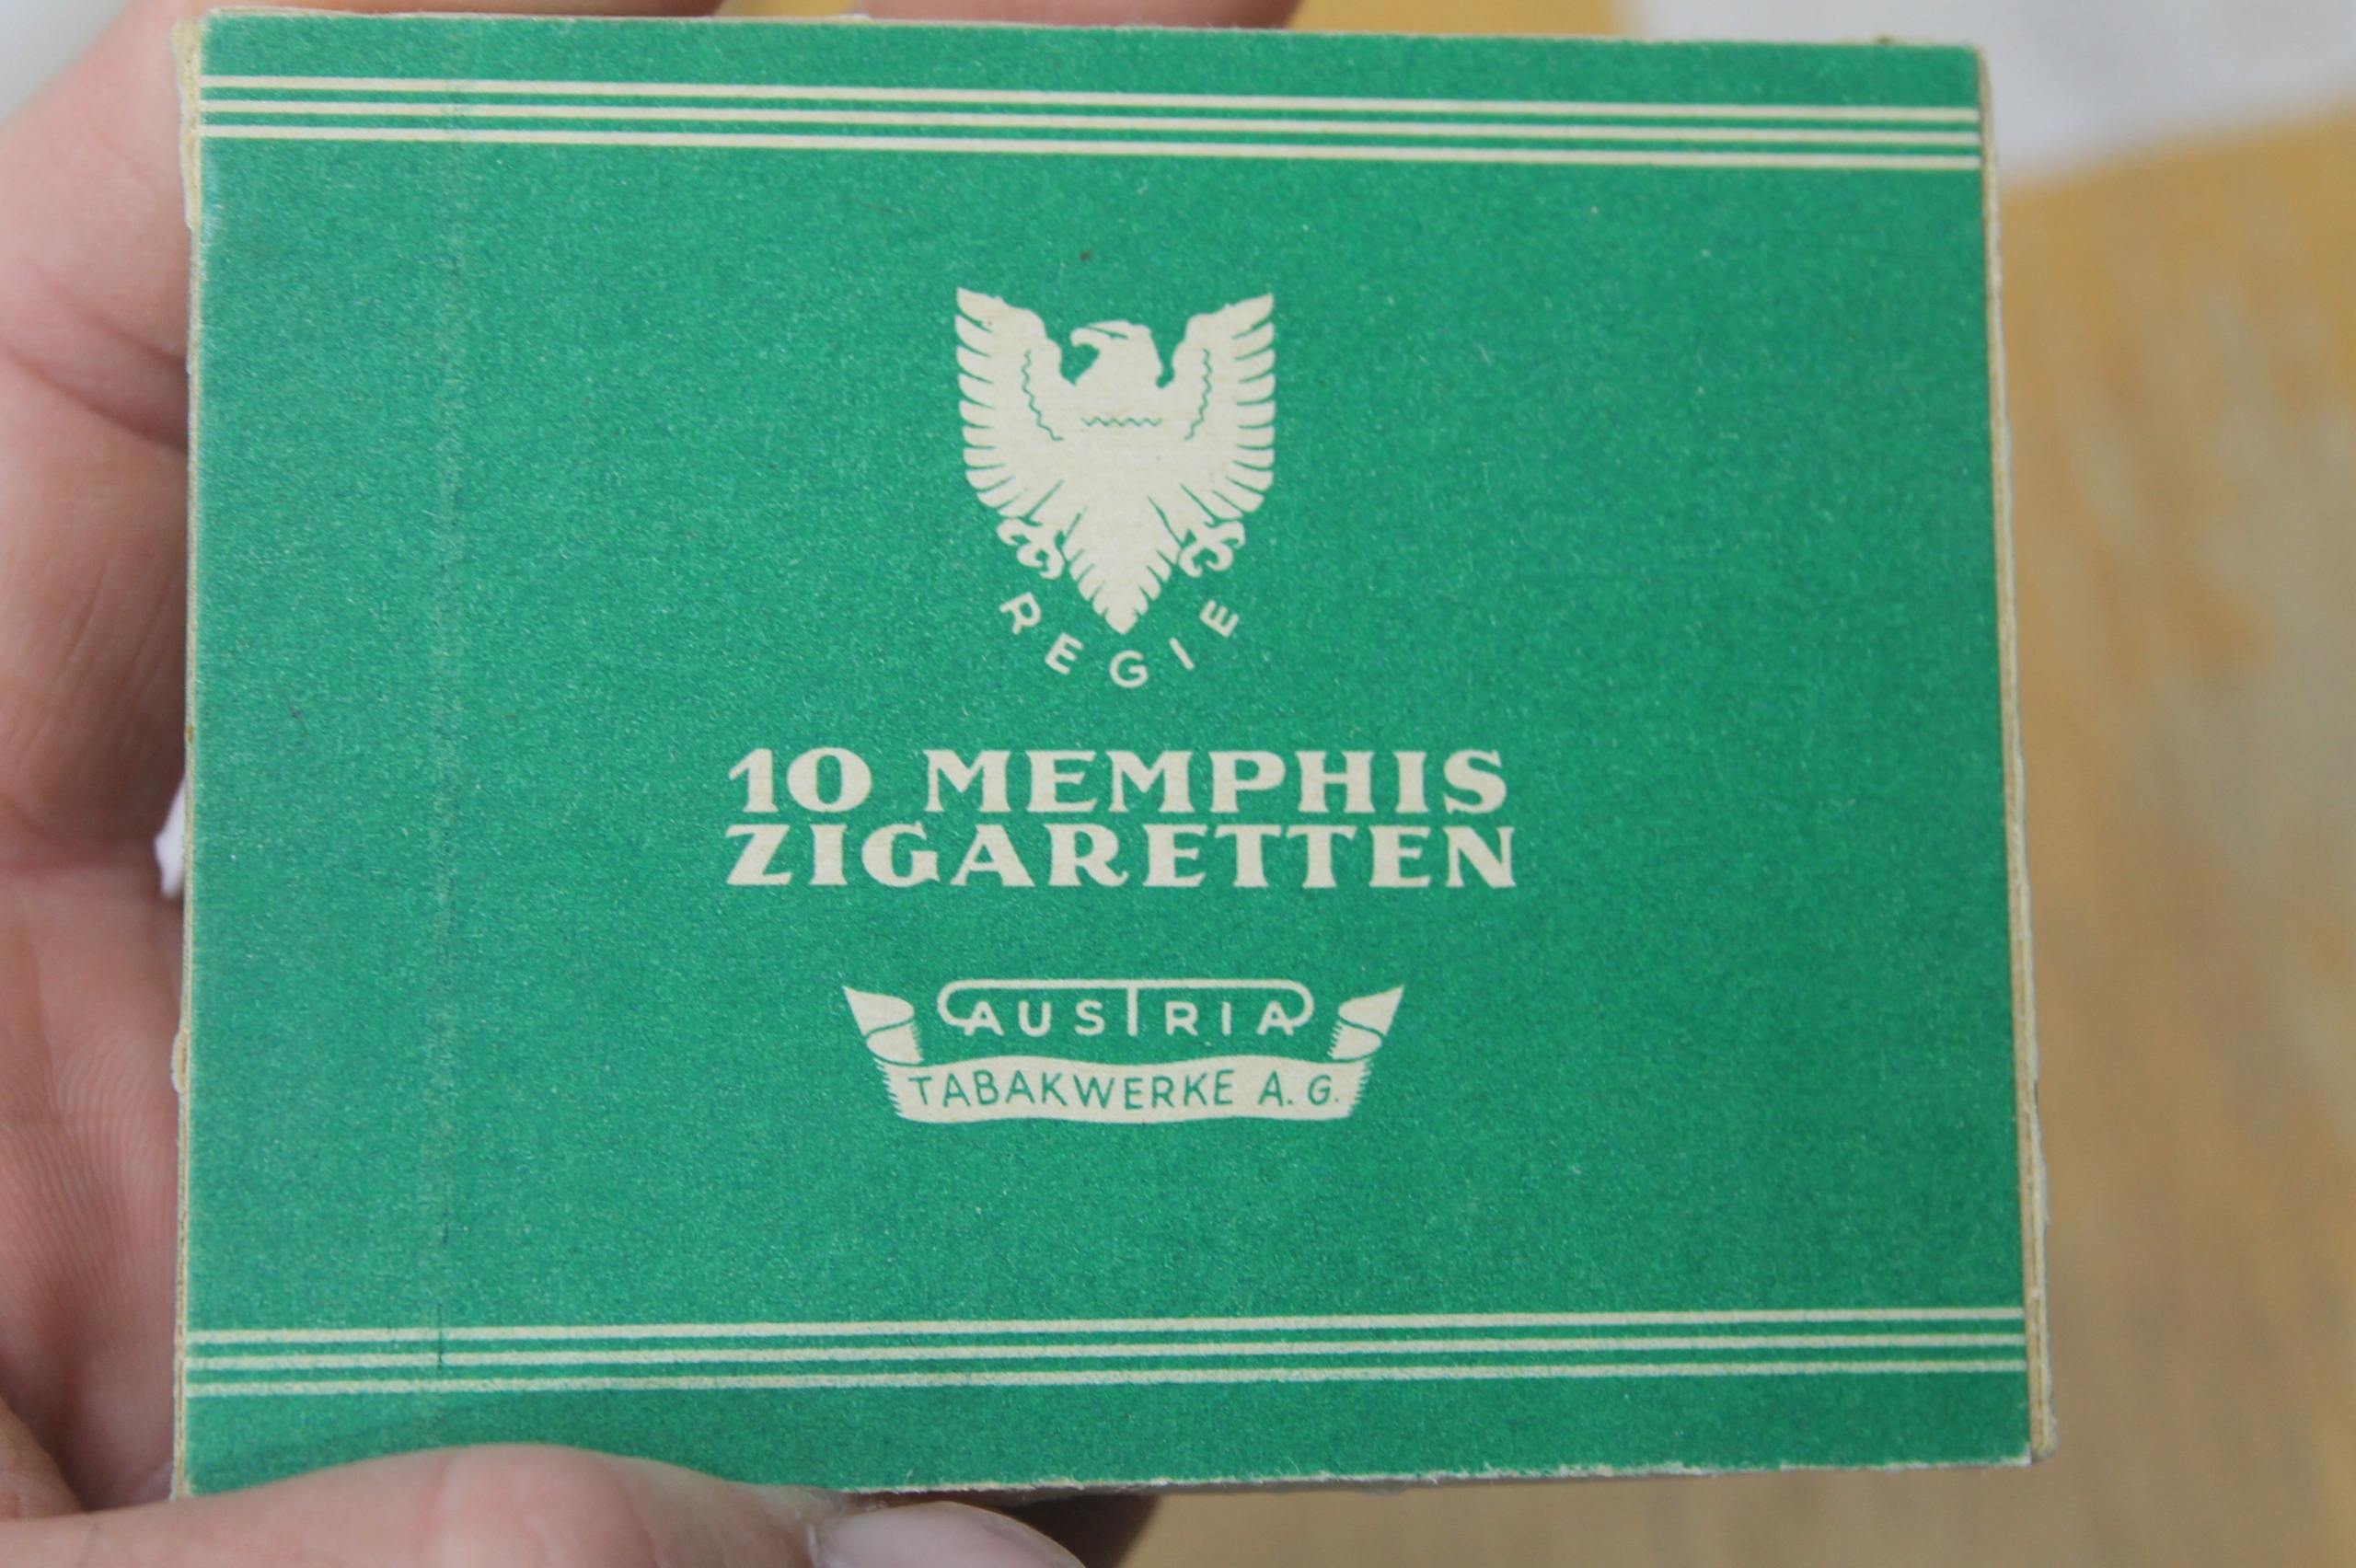 REGIE
10 MEMPHIS
ZIGARETTEN
AUSTRIA
TABAKWERKE A. G.